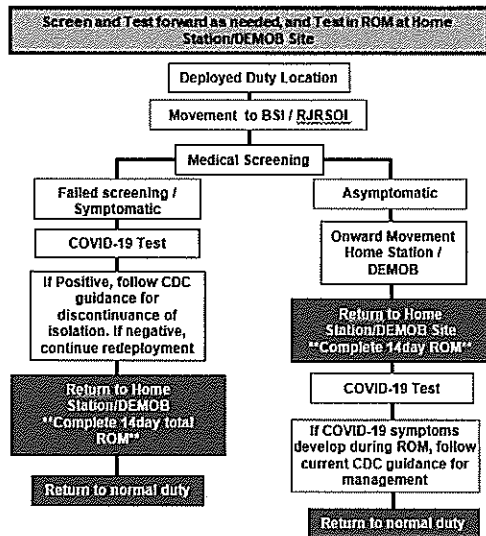 Screen and Test forward as needed, and Test in ROM at Home
Station/DEMOB Site
Deployed Duty Location
Movement to BSI / RJRSOI
Medical Screening
Failed screening /
Symptomatic
COVID-19 Test
If Positive, follow CDC
guidance for
discontinuance of
isolation. If negative,
continue redeployment
Return to Home
Station/DEMOB
**Complete 14day total
ROM**
Return to normal duty
Asymptomatic
Onward Movement
Home Station /
DEMOB
Return to Home
Station/DEMOB Site
**Complete 14day ROM**
COVID-19 Test
If COVID-19 symptoms
develop during ROM, follow
current CDC guidance for
management
Return to normal duty